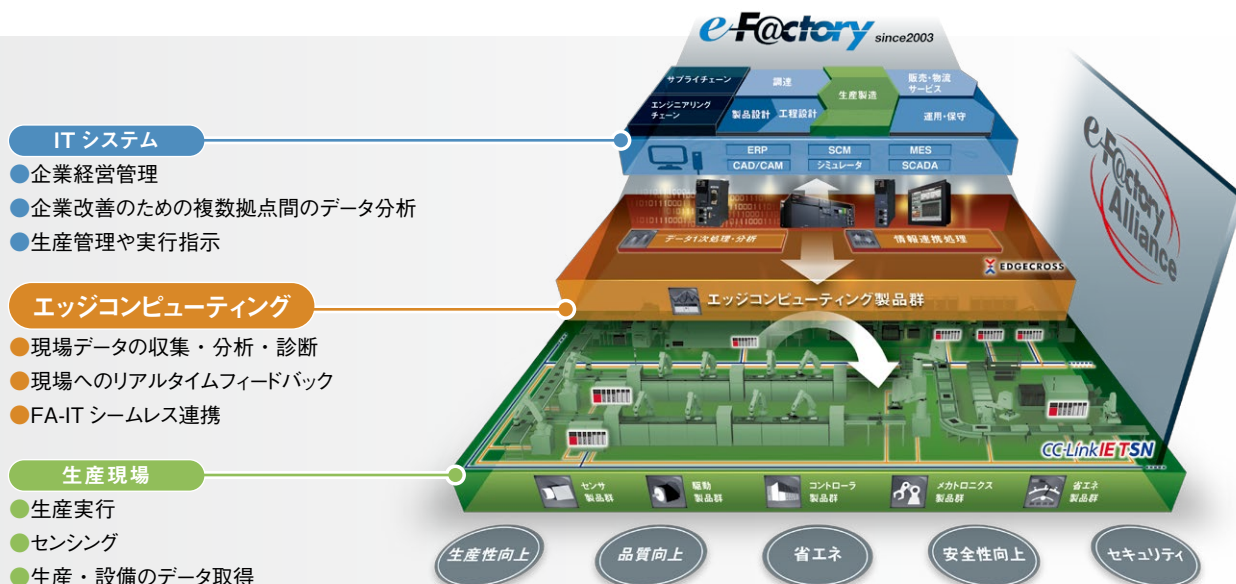 e-F@ctory since2003
サプライチェーン
調達
生産製造
販売・物流
サービス
エンジニアリング
チェーン
製品設計
工程設計
運用・保守
ITシステム
ERP
SCM
MES
CAD/CAM
シミュレータ
SCADA
●企業経営管理
●企業改善のための複数拠点間のデータ分析
●生産管理や実行指示
e-F@ctory
Alliance
データ1次処理・分析
情報連携処理
EDGECROSS
エッジコンピューティング
エッジコンピューティング製品群
●現場データの収集・分析・診断
●現場へのリアルタイムフィードバック
●FA-ITシームレス連携
CC-Link IE TSN
生産現場
センサ
製品群
駆動
製品群
コントローラ
製品群
メカトロニクス
製品群
省エネ
製品群
●生産実行
●センシング
●生産・設備のデータ取得
生産性向上
品質向上
省エネ
安全性向上
セキュリティ